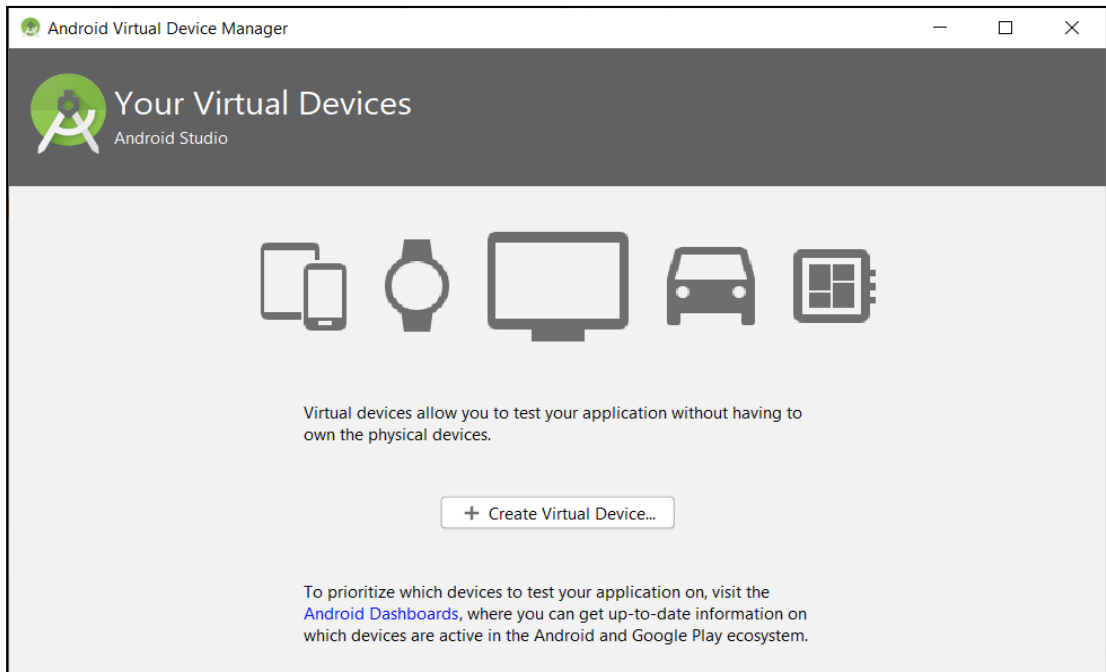 Android Virtual Device Manager
Your Virtual Devices
Android Studio
Virtual devices allow you to test your application without having to
own the physical devices.
+ Create Virtual Device...
To prioritize which devices to test your application on, visit the
Android Dashboards, where you can get up-to-date information on
which devices are active in the Android and Google Play ecosystem.